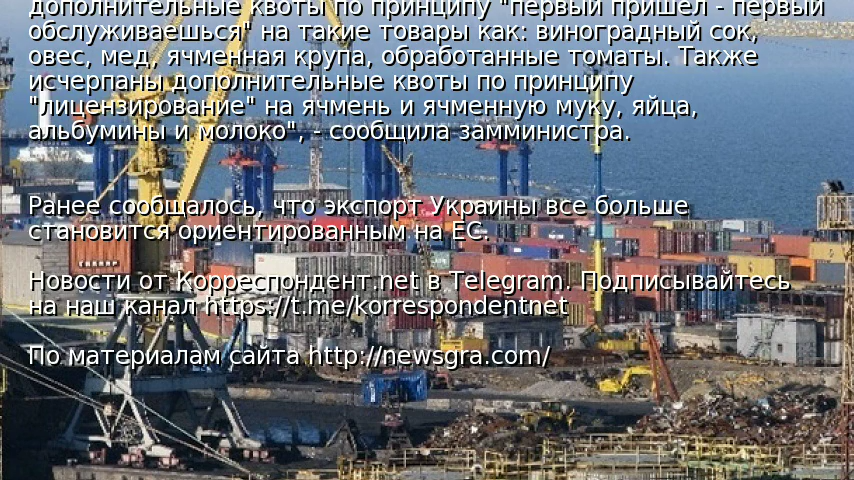 дополнительные квоты по принципу "первый пришел - первый
обслуживаешься" на такие товары как: виноградный сок,
овес, мед, ячменная крупа, обработанные томаты. Также
исчерпаны дополнительные квоты по принципу
"лицензирование" на ячмень и ячменную муку, яйца,
альбумины и молоко", - сообщила замминистра.
Ранее сообщалось, что экспорт Украины все больше
становится ориентированным на ЕС.
Новости от Корреспондент.net в Telegram. Подписывайтесь
на наш канал https://t.me/korrespondentnet
По материалам сайта http://newsgra.com/